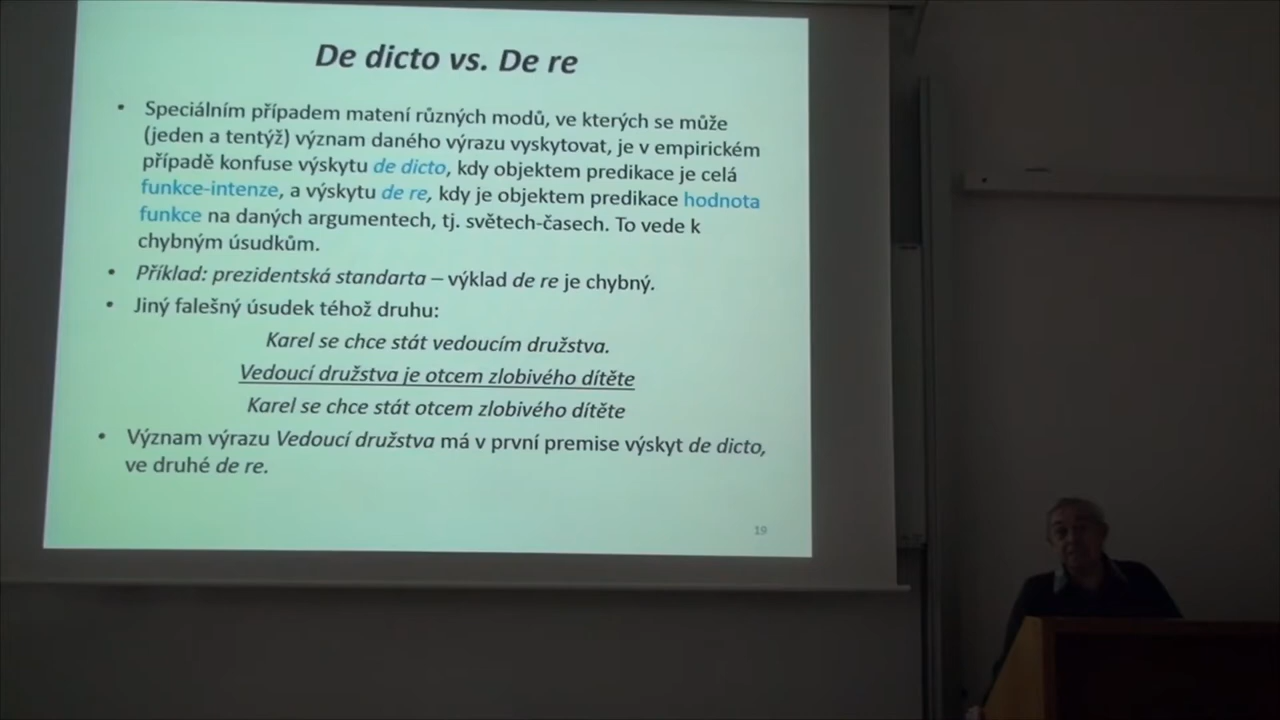 De dicto vs. De re
• Speciálním případem matení různých modů, ve kterých se může
(jeden a tentýž) význam daného výrazu vyskytovat, je v empirickém
případě konfuse výskytu de dicto, kdy objektem predikace je celá
funkce-intenze, a výskytu de re, kdy je objektem predikace hodnota
funkce na daných argumentech, tj. světech-časech. To vede k
chybným úsudkům.
• Příklad: prezidentská standarta – výklad de re je chybný.
• Jiný falešný úsudek téhož druhu:
Karel se chce stát vedoucím družstva.
Vedoucí družstva je otcem zlobivého dítěte
Karel se chce stát otcem zlobivého dítěte
• Význam výrazu Vedoucí družstva má v první premise výskyt de dicto,
ve druhé de re.
19